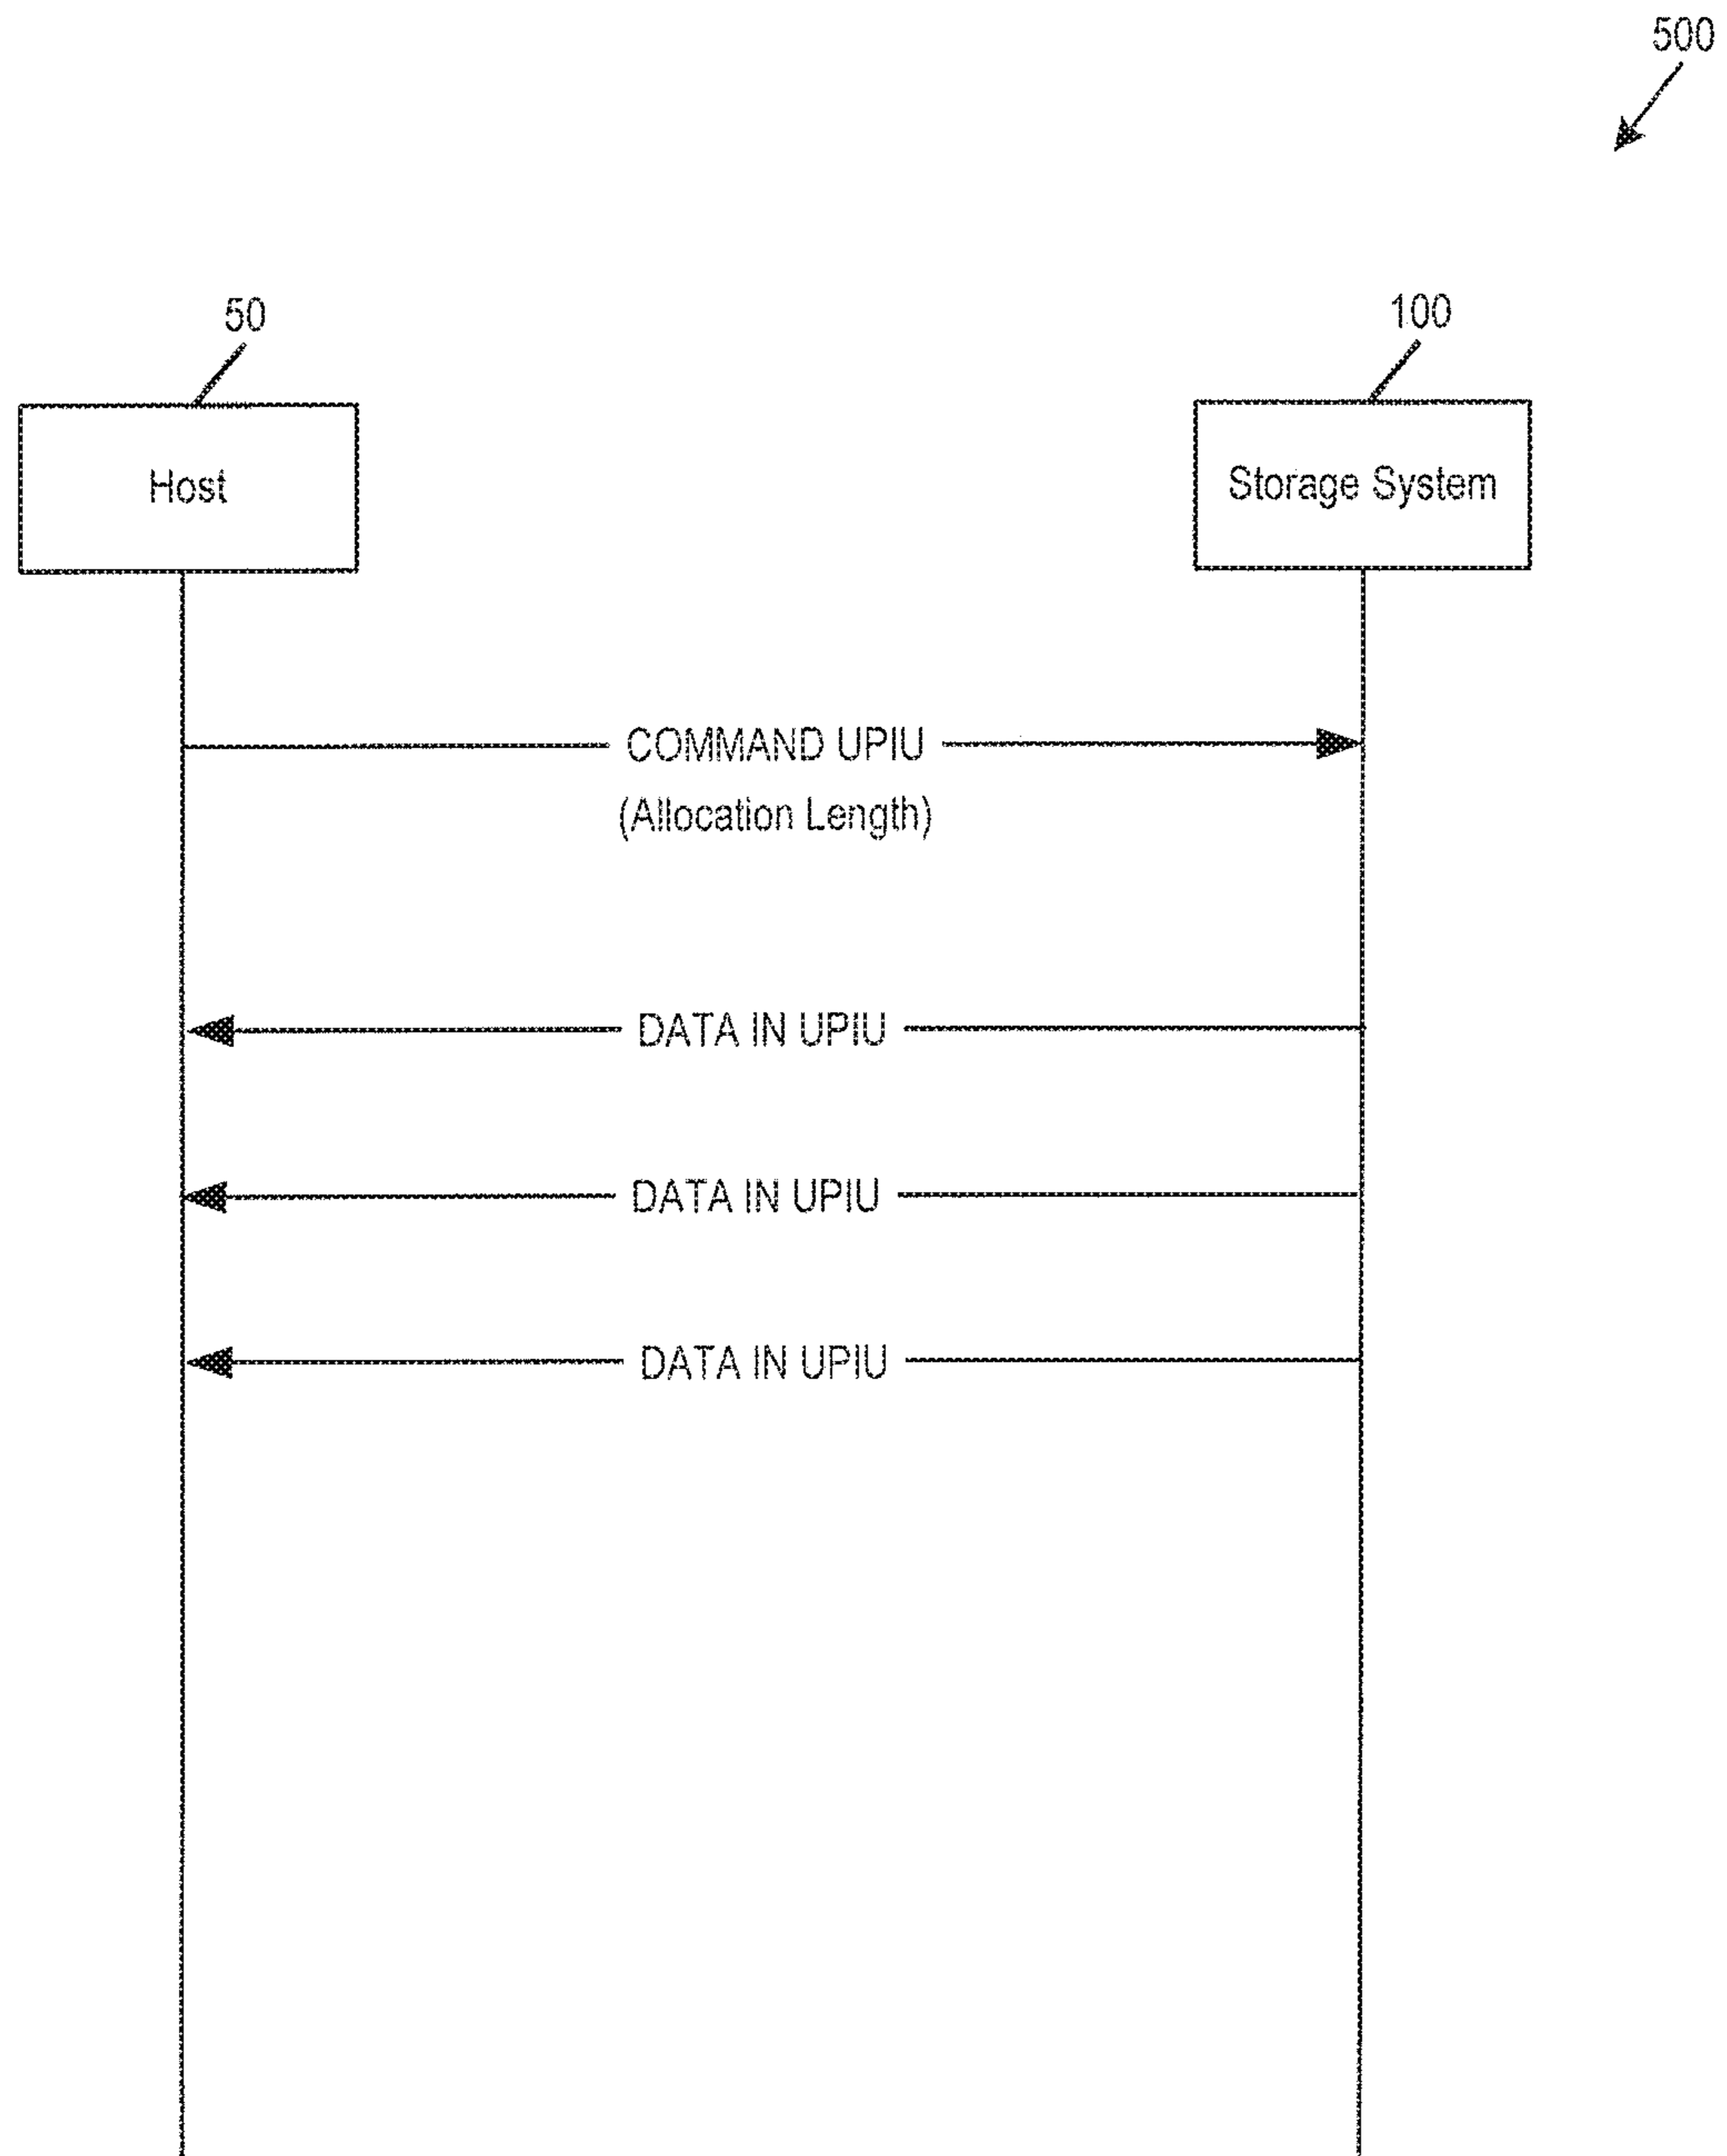 500
50
100
Host
Storage System
COMMAND UPIU
(Allocation Length)
DATA IN UPIU
DATA IN UPIU
DATA IN UPIU